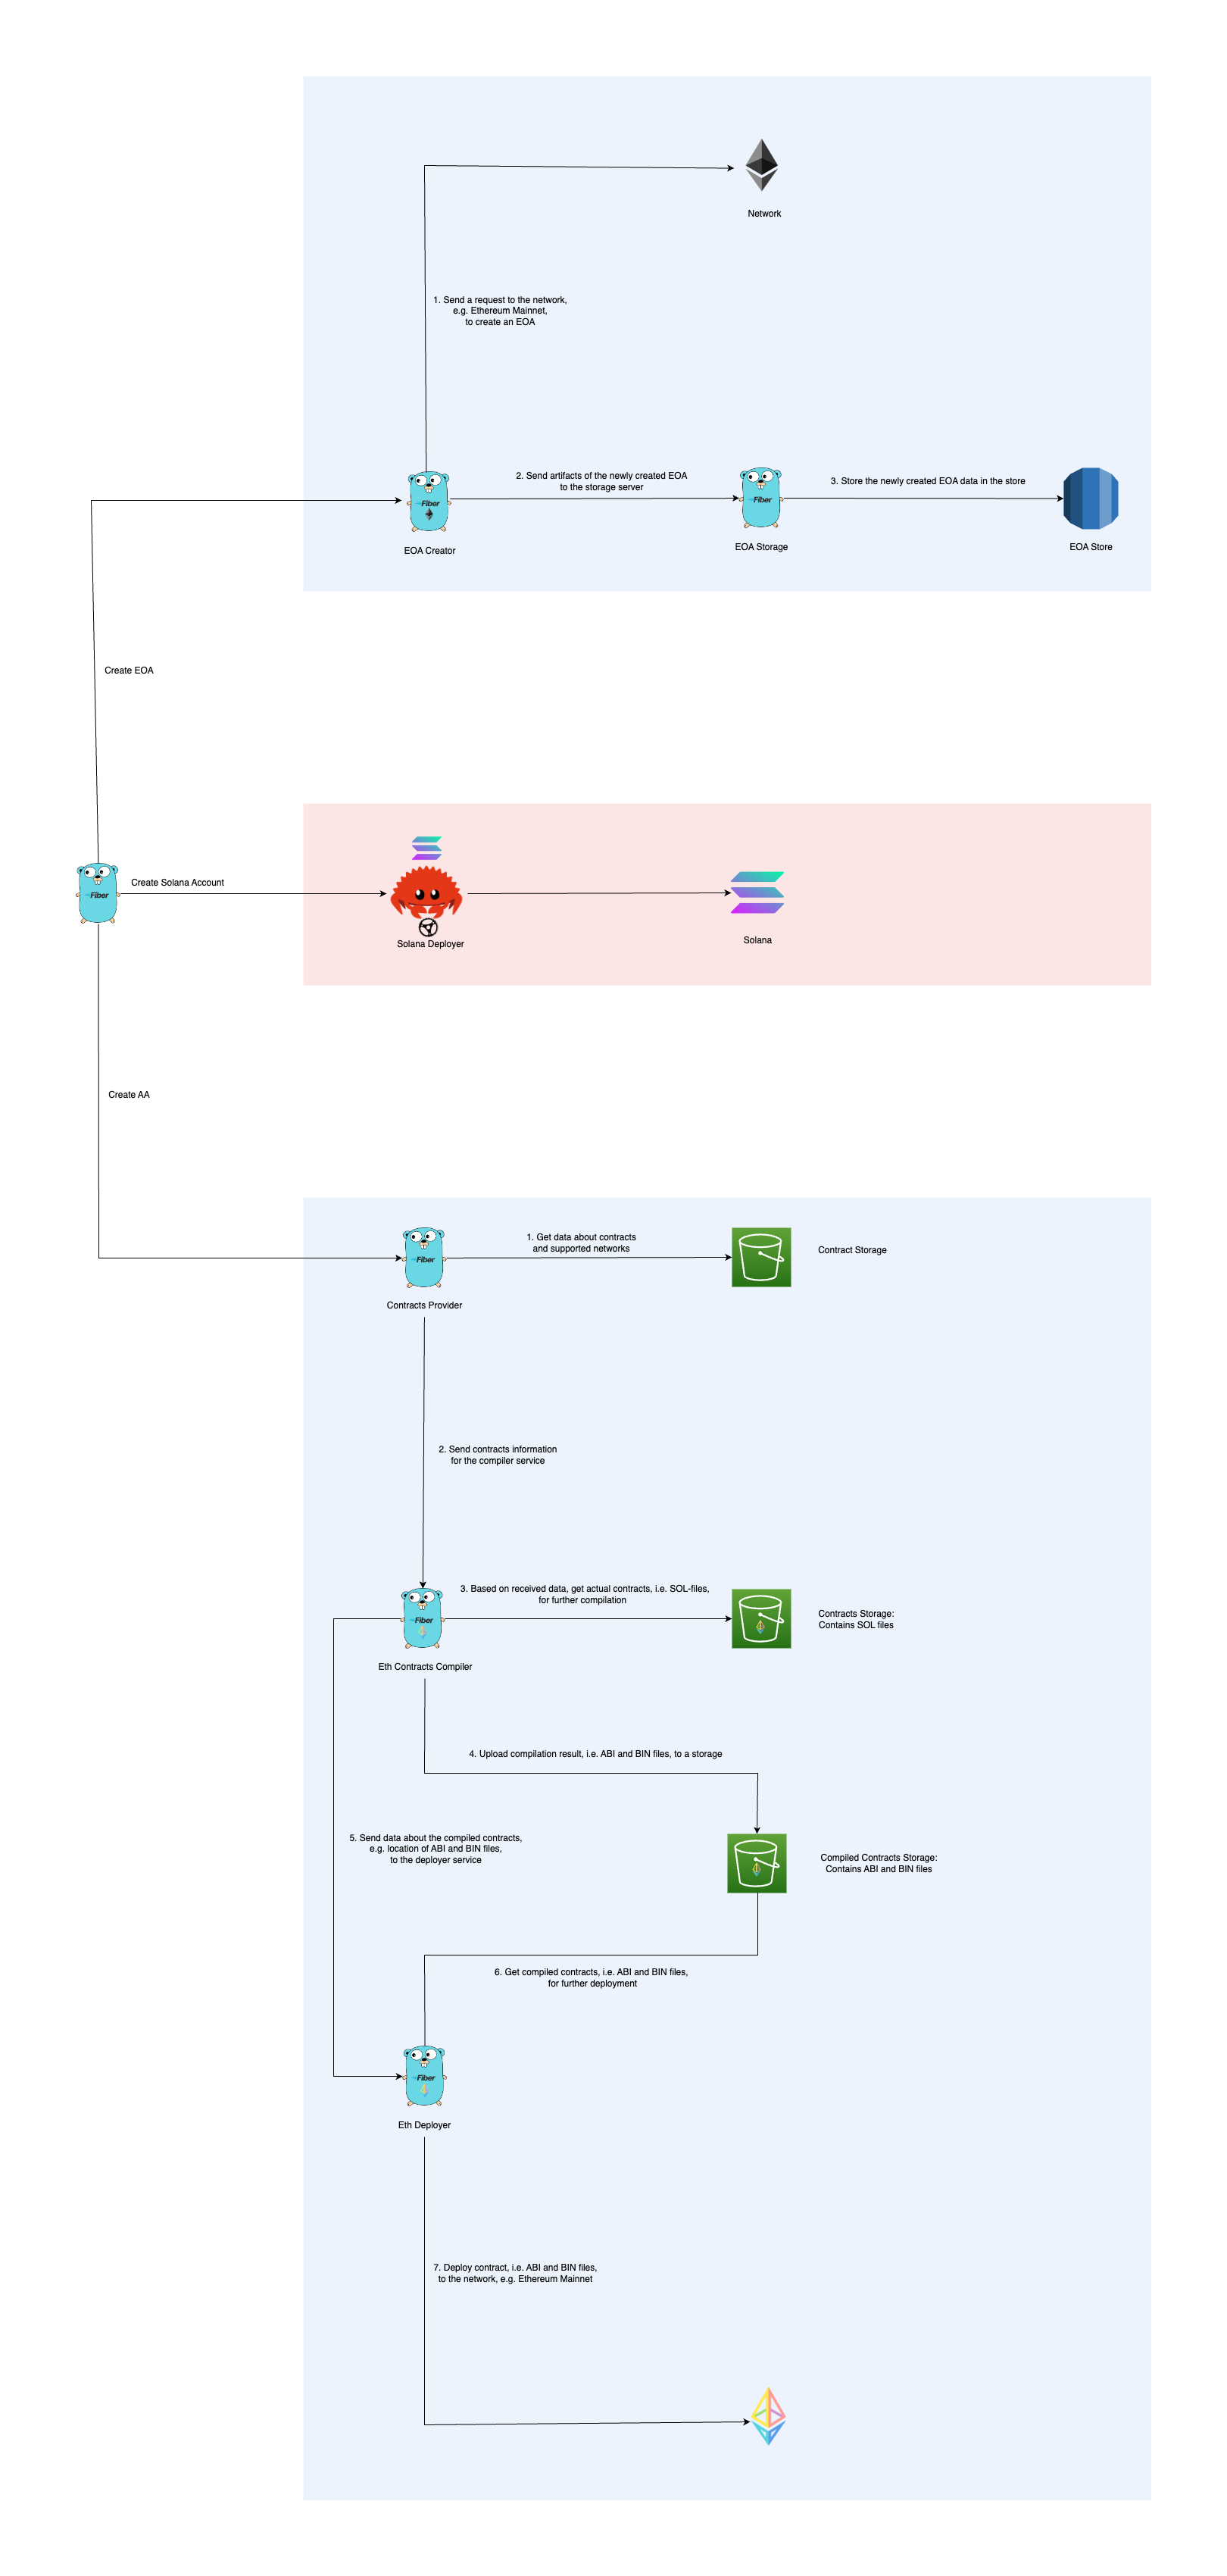 Network
1. Send a request to the network,
e.g. Ethereum Mainnet,
to create an EOA
2. Send artifacts of the newly created EOA
to the storage server
3. Store the newly created EOA data in the store
Fiber
Fiber
EOA Creator
EOA Storage
EOA Store
Create EOA
Fiber
Create Solana Account
Solana Deployer
Solana
Create AA
1. Get data about contracts
and supported networks
Fiber
Contract Storage
Contracts Provider
2. Send contracts information
for the compiler service
3. Based on received data, get actual contracts, i.e. SOL-files,
for further compilation
Fiber
Contracts Storage:
Contains SOL files
Eth Contracts Compiler
4. Upload compilation result, i.e. ABI and BIN files, to a storage
5. Send data about the compiled contracts,
e.g. location of ABI and BIN files,
to the deployer service
Compiled Contracts Storage:
Contains ABI and BIN files
6. Get compiled contracts, i.e. ABI and BIN files,
for further deployment
Fiber
Eth Deployer
7. Deploy contract, i.e. ABI and BIN files,
to the network, e.g. Ethereum Mainnet